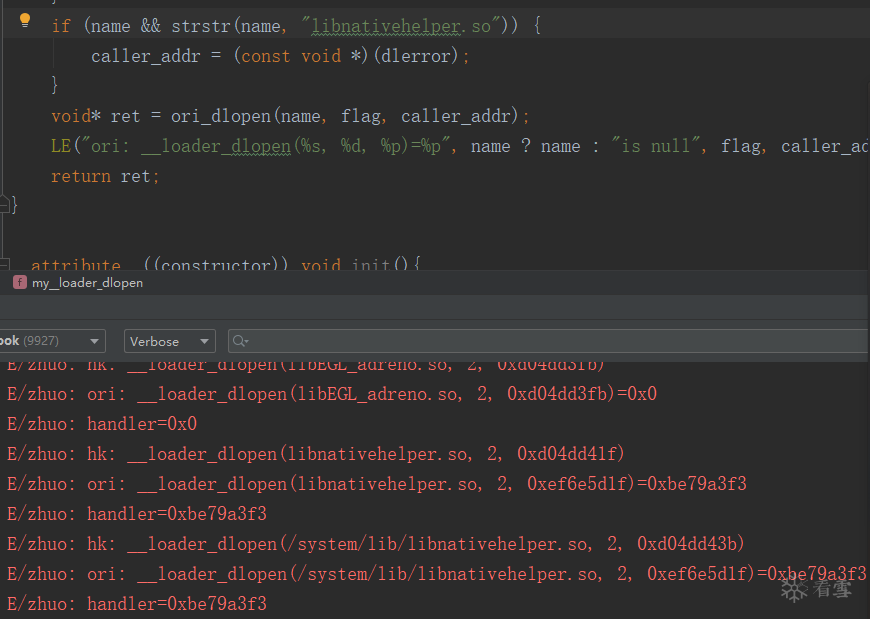 if (name && strstr(name, "libnativehelper.so")) {
caller_addr = (const void *)(dlerror);
}
void* ret = ori_dlopen(name, flag, caller_addr);
LE("ori: __loader_dlopen(%s, %d, %p)=%p", name ? name : "is null", flag, caller_ad
return ret;
}
attribute ((constructor)) void init(){
f my__loader_dlopen
ook (9927) Verbose
E/zhuo: hk: __loader_dlopen(libEGL_adreno.so, 2, 0xd04dd3fb)
E/zhuo: ori: __loader_dlopen(libEGL_adreno.so, 2, 0xd04dd3fb)=0x0
E/zhuo: handler=0x0
E/zhuo: hk: __loader_dlopen(libnativehelper.so, 2, 0xd04dd41f)
E/zhuo: ori: __loader_dlopen(libnativehelper.so, 2, 0xef6e5d1f)=0xbe79a3f3
E/zhuo: handler=0xbe79a3f3
E/zhuo: hk: __loader_dlopen(/system/lib/libnativehelper.so, 2, 0xd04dd43b)
E/zhuo: ori: __loader_dlopen(/system/lib/libnativehelper.so, 2, 0xef6e5d1f)=0xbe79a3f3
看雪
E/zhuo: handler=0xbe79a3f3